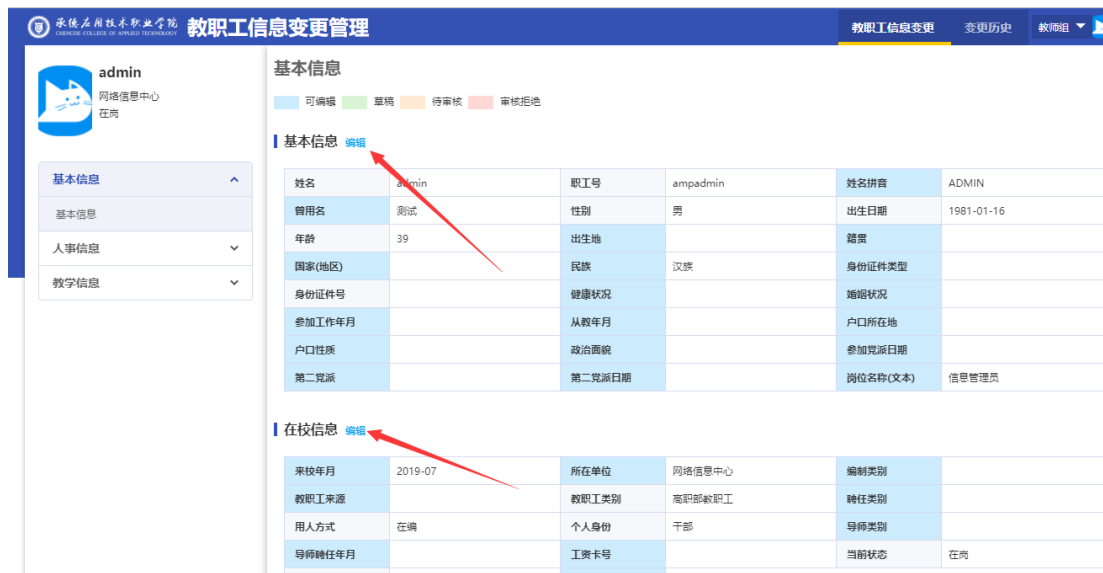 承德应用技术职业学院 教职工信息变更管理 教职工信息变更 变更历史 教师组
CHENGDE COLLEGE OF APPLIED TECHNOLOGY
admin
网络信息中心
在岗
基本信息
基本信息
人事信息
教学信息
基本信息
可编辑 草稿 待审核 审核拒绝
基本信息 编辑
姓名 admin 职工号 ampadmin 姓名拼音 ADMIN
曾用名 测试 性别 男 出生日期 1981-01-16
年龄 39 出生地 籍贯
国家(地区) 民族 汉族 身份证件类型
身份证件号 健康状况 婚姻状况
参加工作年月 从教年月 户口所在地
户口性质 政治面貌 参加党派日期
第二党派 第二党派日期 岗位名称(文本) 信息管理员
在校信息 编辑
来校年月 2019-07 所在单位 网络信息中心 编制类别
教职工来源 教职工类别 高职部教职工 聘任类别
用人方式 在编 个人身份 干部 导师类别
导师聘任年月 工资卡号 当前状态 在岗